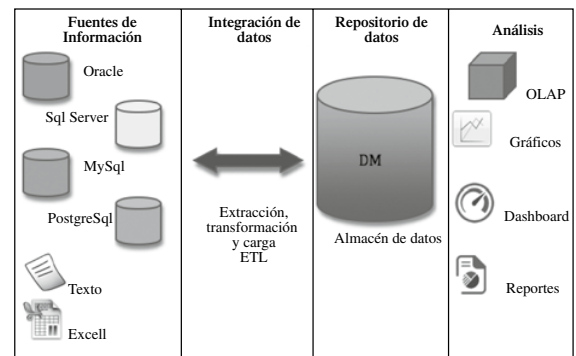 Fuentes de
Información
Oracle
Sql Server
MySql
PostgreSql
Texto
Excell
Integración de
datos
Extracción,
transformación
y carga
ETL
Repositorio de
datos
DM
Almacén de datos
Análisis
OLAP
Gráficos
Dashboard
Reportes